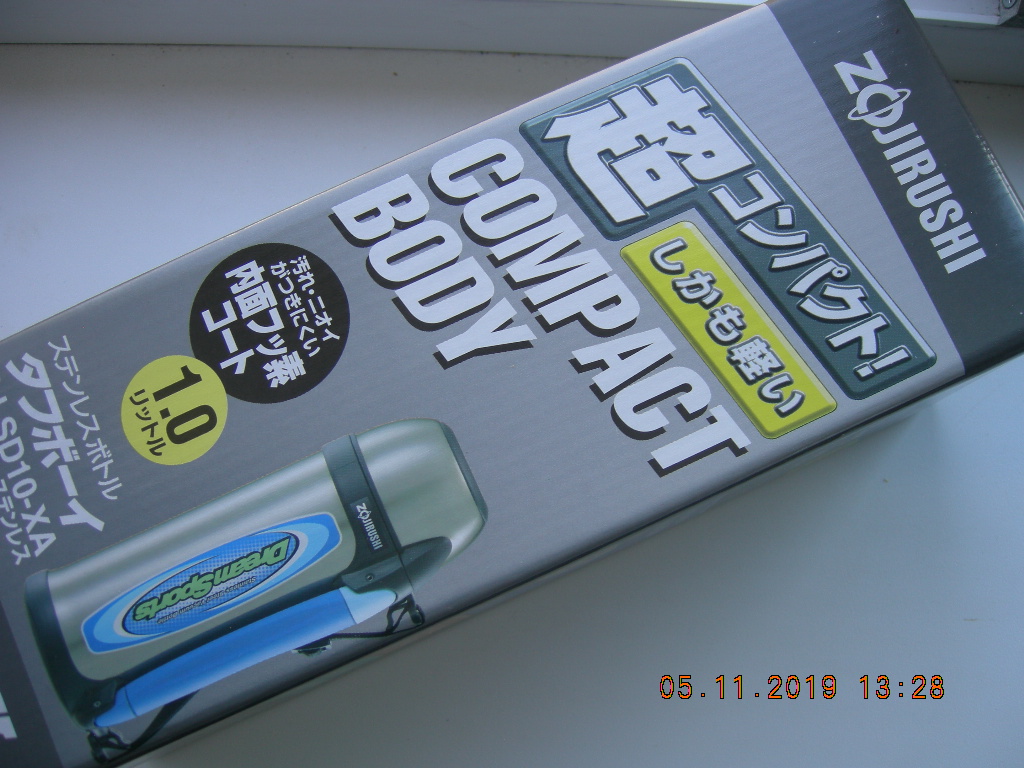 ZOJIRUSHI
超コンパクト!
しかも軽い
COMPACT
BODY
汚れ・ニオイ
がつきにくい
内面フッ素
コート
1.0
リットル
ステンレスボトル
タフボーイ
SD10-XA
ステンレス
ZOJIRUSHI
Dream Sports
05.11.2019 13:28